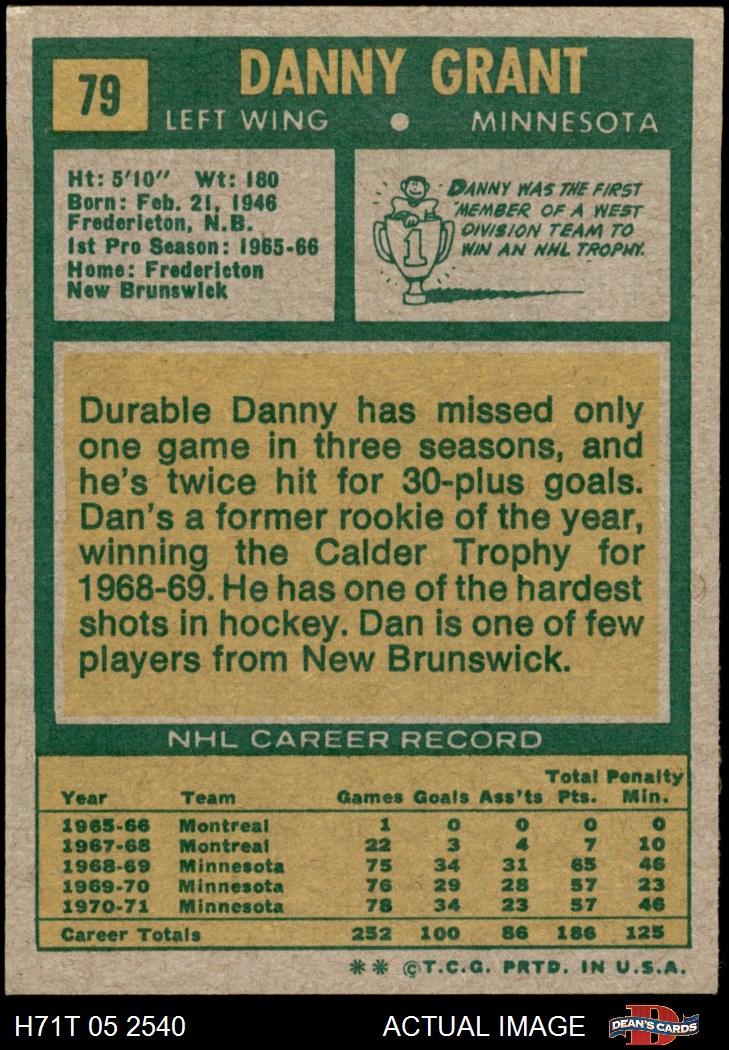 79
DANNY GRANT
LEFT WING • MINNESOTA
Ht: 5'10" Wt: 180
Born: Feb. 21, 1946
Fredericton, N.B.
1st Pro Season: 1965-66
Home: Fredericton
New Brunswick
1
DANNY WAS THE FIRST
MEMBER OF A WEST
DIVISION TEAM TO
WIN AN NHL TROPHY.
Durable Danny has missed only
one game in three seasons, and
he's twice hit for 30-plus goals.
Dan's a former rookie of the year,
winning the Calder Trophy for
1968-69. He has one of the hardest
shots in hockey. Dan is one of few
players from New Brunswick.
NHL CAREER RECORD
Total Penalty
Year Team Games Goals Ass'ts Pts. Min.
1965-66 Montreal 1 0 0 0 0
1967-68 Montreal 22 3 4 7 10
1968-69 Minnesota 75 34 31 65 46
1969-70 Minnesota 76 29 28 57 23
1970-71 Minnesota 78 34 23 57 46
Career Totals 252 100 86 186 125
** ©T.C.G. PRTD. IN U.S.A.
H71T 05 2540 ACTUAL IMAGE
D
DEAN'S CARDS